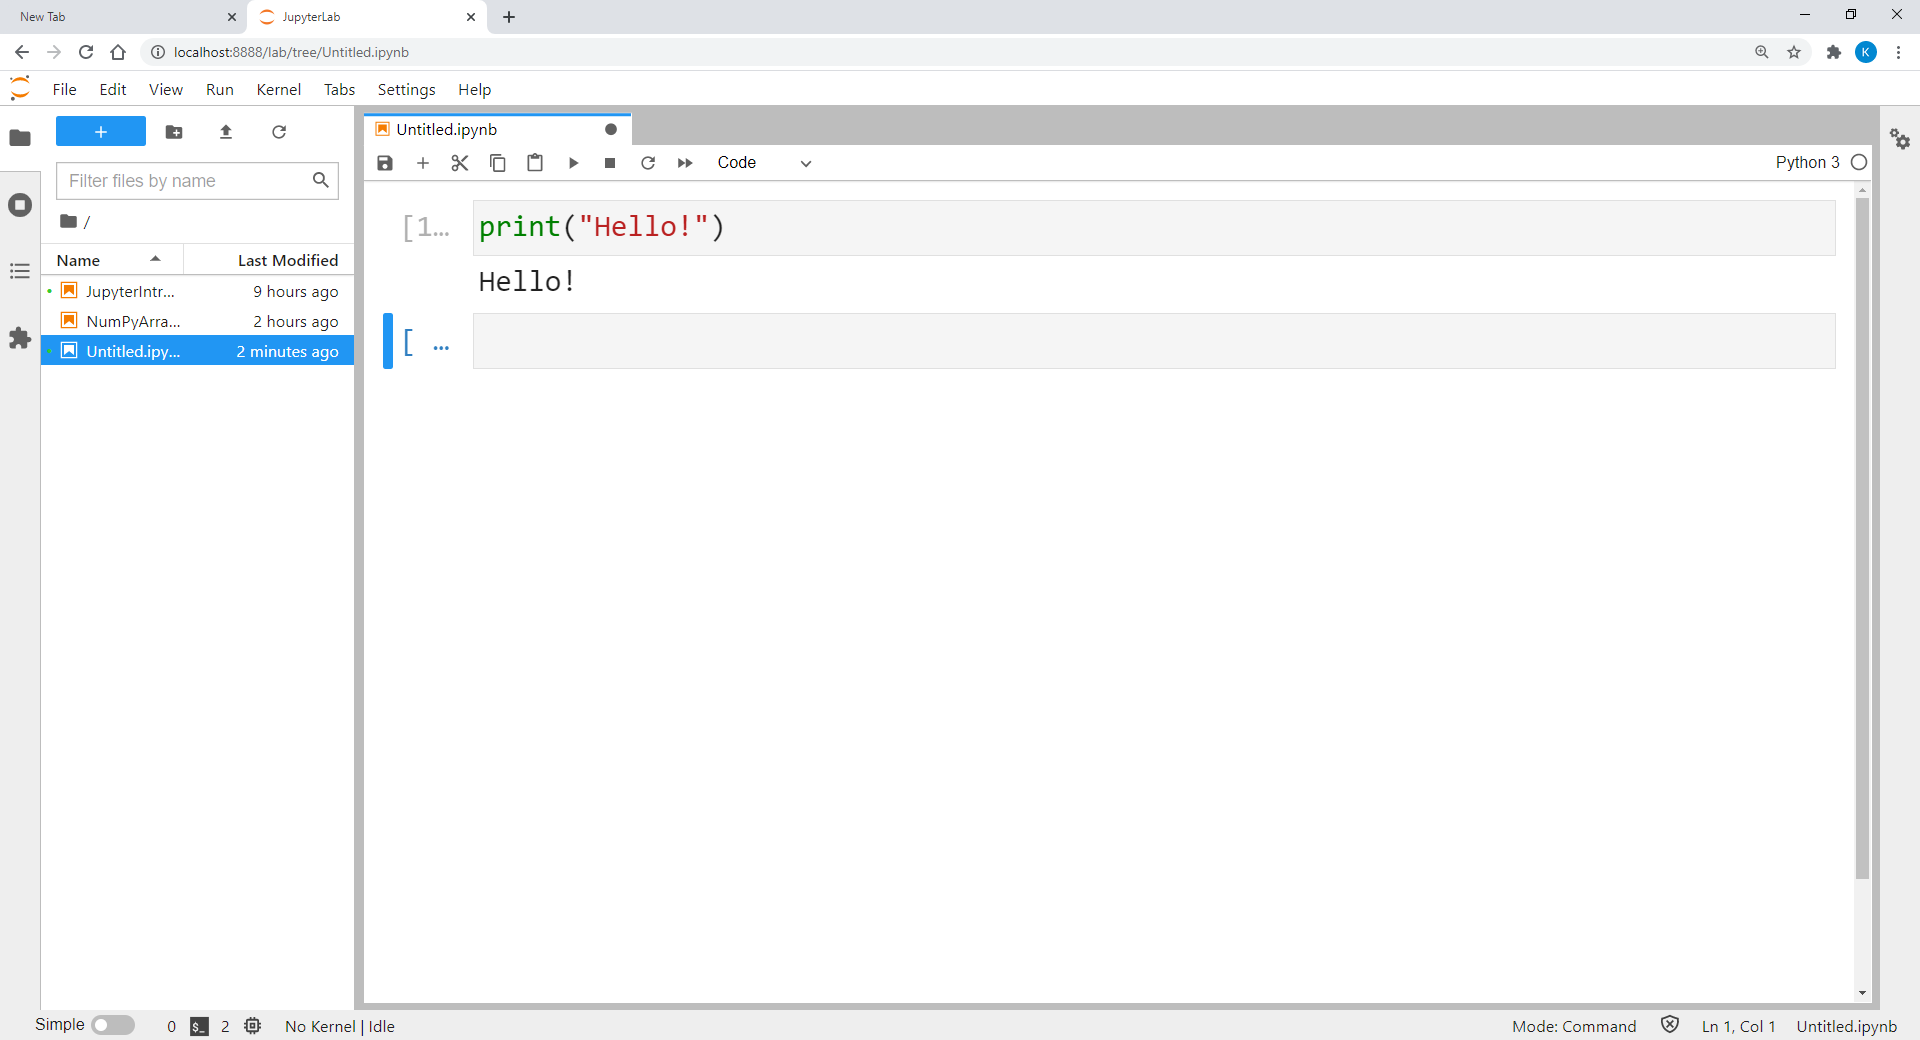 New Tab
JupyterLab
localhost:8888/lab/tree/Untitled.ipynb
K
File Edit View Run Kernel Tabs Settings Help
Untitled.ipynb
Code
Python 3
Filter files by name
/
Name Last Modified
JupyterIntr... 9 hours ago
NumPyArra... 2 hours ago
Untitled.ipy... 2 minutes ago
[1… print("Hello!")
Hello!
[ …
Simple 0 $_ 2 No Kernel | Idle
Mode: Command Ln 1, Col 1 Untitled.ipynb